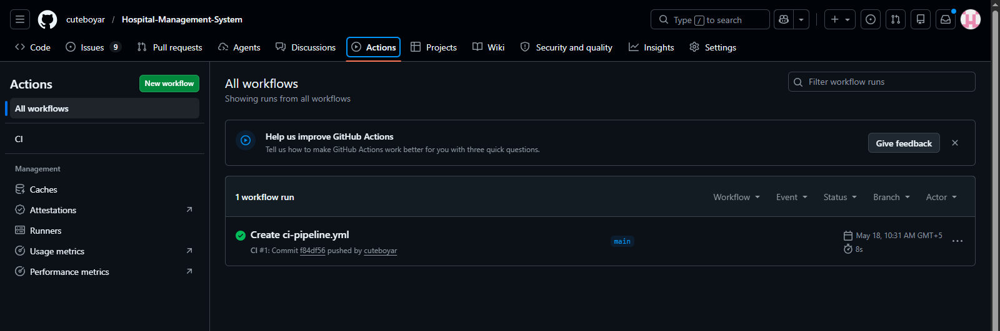 cuteboyar / Hospital-Management-System
Type / to search
Code
Issues 9
Pull requests
Agents
Discussions
Actions
Projects
Wiki
Security and quality
Insights
Settings
Actions
New workflow
All workflows
CI
Management
Caches
Attestations
Runners
Usage metrics
Performance metrics
All workflows
Showing runs from all workflows
Filter workflow runs
Help us improve GitHub Actions
Tell us how to make GitHub Actions work better for you with three quick questions.
Give feedback
1 workflow run
Workflow
Event
Status
Branch
Actor
Create ci-pipeline.yml
CI #1: Commit f84df56 pushed by cuteboyar
main
May 18, 10:31 AM GMT+5
8s